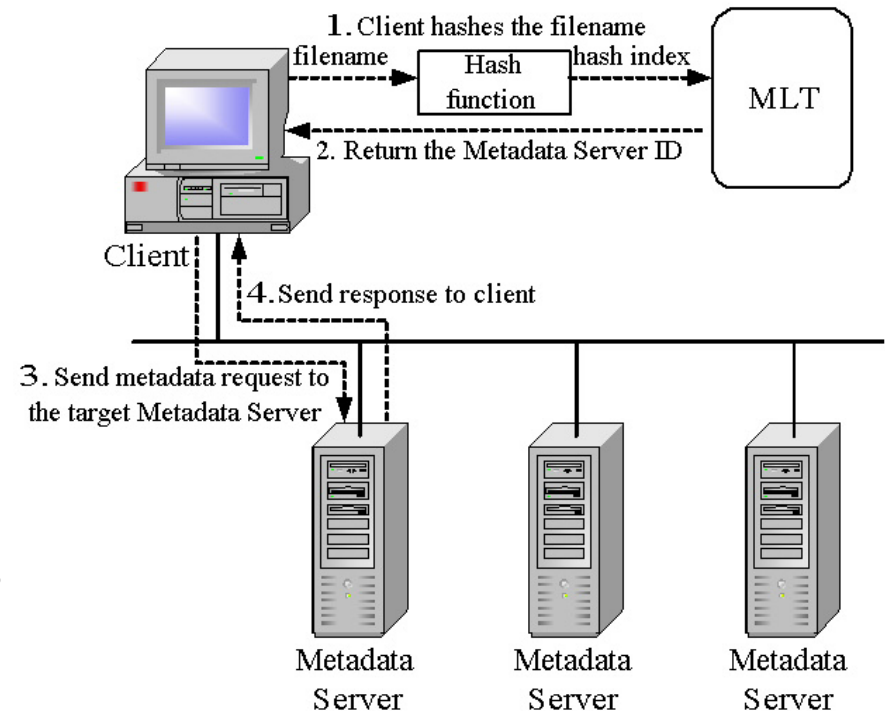 1. Client hashes the filename
filename
Hash
function
hash index
MLT
2. Return the Metadata Server ID
Client
4. Send response to client
3. Send metadata request to
the target Metadata Server
Metadata
Server
Metadata
Server
Metadata
Server